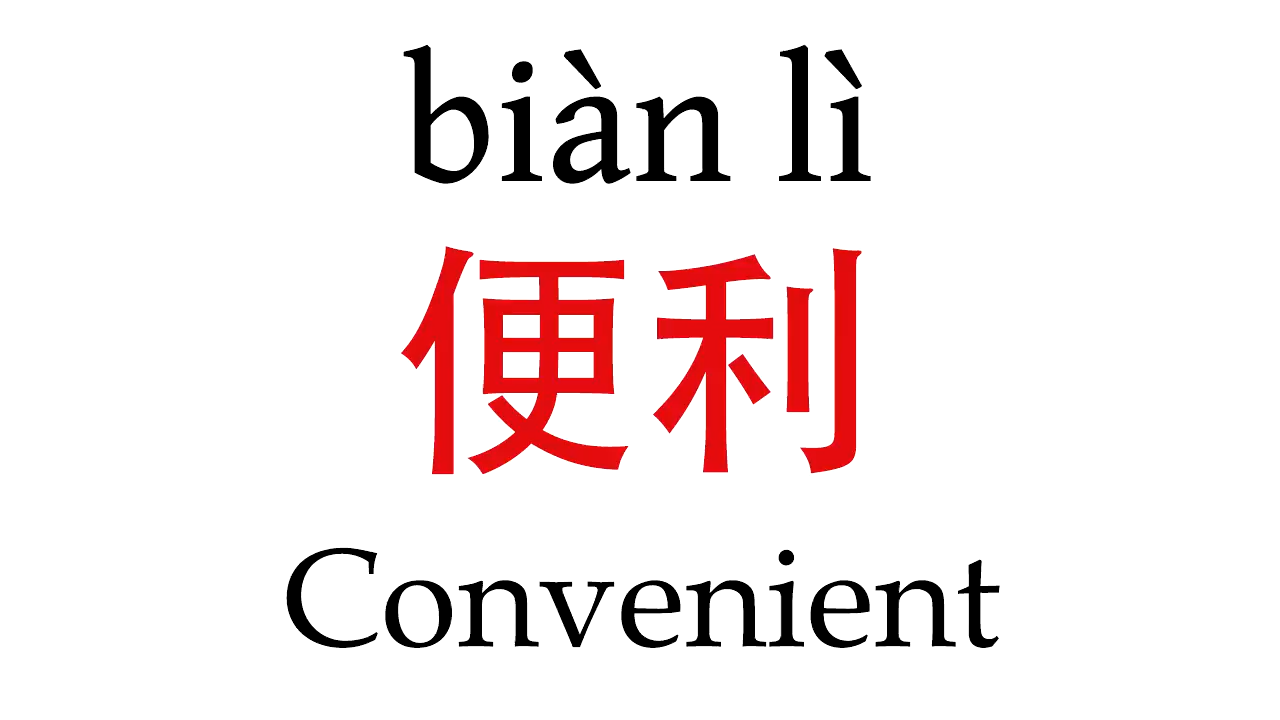 biàn lì
便利
Convenient